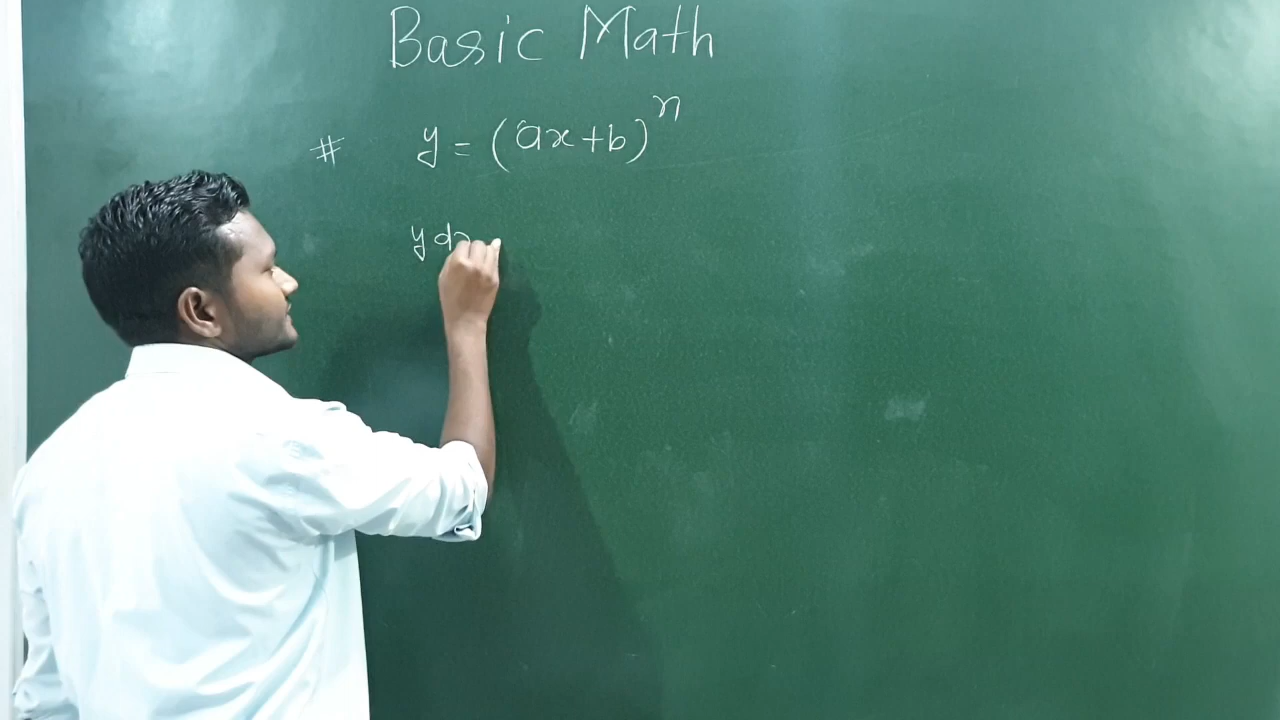 Basic Math
# y = (ax+b)^n
y d